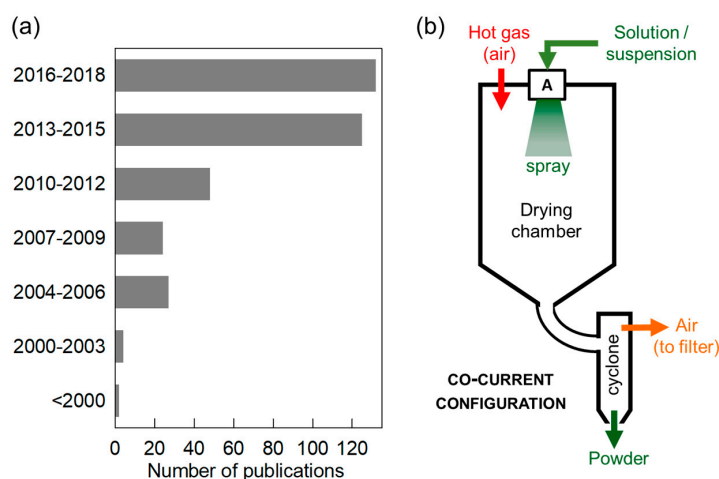 (a)
2016-2018
2013-2015
2010-2012
2007-2009
2004-2006
2000-2003
<2000
0 20 40 60 80 100 120
Number of publications
(b)
Hot gas
(air)
Solution /
suspension
A
spray
Drying
chamber
cyclone
Air
(to filter)
CO-CURRENT
CONFIGURATION
Powder